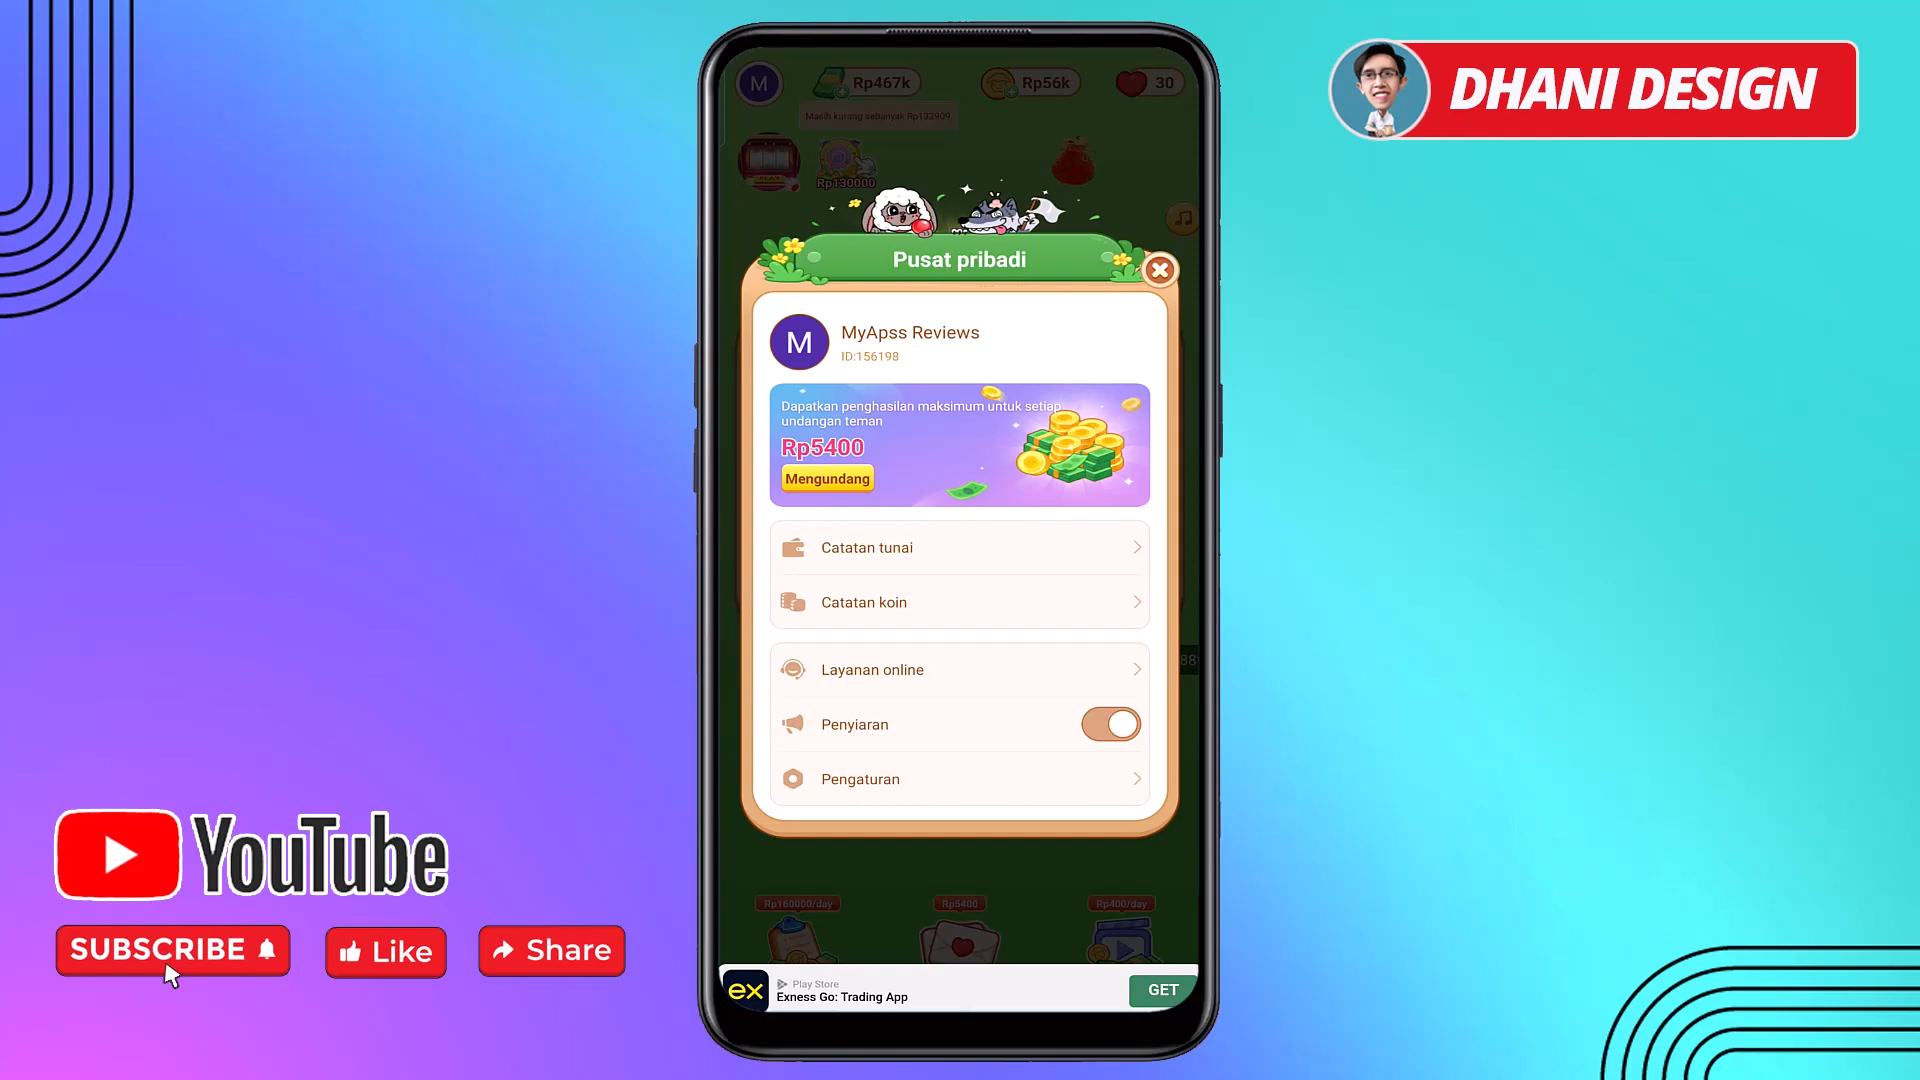 M
Rp467k
Rp56k
30
Masih kurang sebanyak Rp132909
PLAY
Rp130000
DHANI DESIGN
Pusat pribadi
M
MyApss Reviews
ID:156198
Dapatkan penghasilan maksimum untuk setiap
undangan teman
Rp5400
Mengundang
Catatan tunai
Catatan koin
Layanan online
88
Penyiaran
Pengaturan
YouTube
SUBSCRIBE
Like
Share
Rp160000/day
Rp5400
Rp400/day
ex
Play Store
Exness Go: Trading App
GET